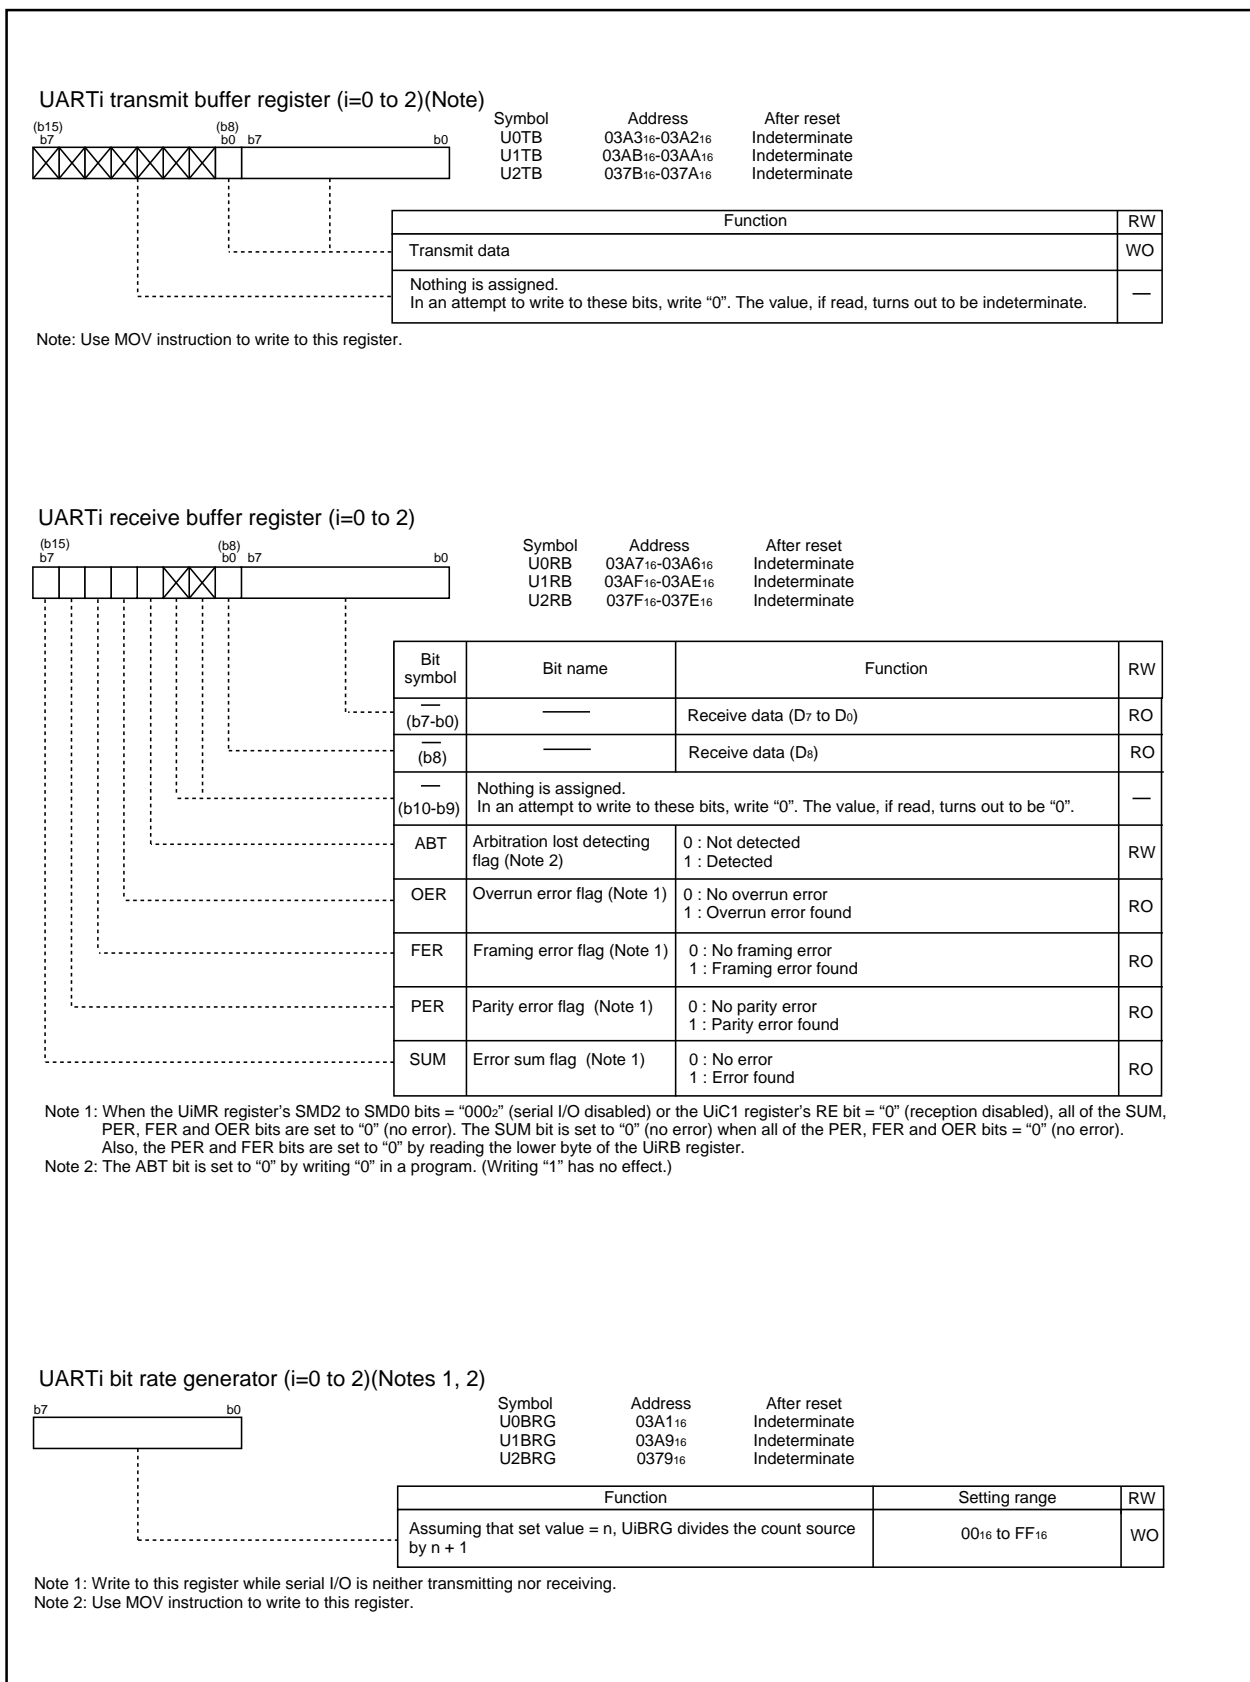 UARTi transmit buffer register (i=0 to 2)(Note)
(b15) (b8)
b7 b0 b7 b0
Symbol Address After reset
U0TB 03A316-03A216 Indeterminate
U1TB 03AB16-03AA16 Indeterminate
U2TB 037B16-037A16 Indeterminate
Function RW
Transmit data WO
Nothing is assigned.
In an attempt to write to these bits, write “0”. The value, if read, turns out to be indeterminate. —
Note: Use MOV instruction to write to this register.
UARTi receive buffer register (i=0 to 2)
(b15) (b8)
b7 b0 b7 b0
Symbol Address After reset
U0RB 03A716-03A616 Indeterminate
U1RB 03AF16-03AE16 Indeterminate
U2RB 037F16-037E16 Indeterminate
Bit symbol Bit name Function RW
— (b7-b0) — Receive data (D7 to D0) RO
— (b8) — Receive data (D8) RO
— (b10-b9) Nothing is assigned.
In an attempt to write to these bits, write “0”. The value, if read, turns out to be “0”. —
ABT Arbitration lost detecting flag (Note 2) 0 : Not detected
1 : Detected RW
OER Overrun error flag (Note 1) 0 : No overrun error
1 : Overrun error found RO
FER Framing error flag (Note 1) 0 : No framing error
1 : Framing error found RO
PER Parity error flag (Note 1) 0 : No parity error
1 : Parity error found RO
SUM Error sum flag (Note 1) 0 : No error
1 : Error found RO
Note 1: When the UiMR register’s SMD2 to SMD0 bits = “0002” (serial I/O disabled) or the UiC1 register’s RE bit = “0” (reception disabled), all of the SUM,
PER, FER and OER bits are set to “0” (no error). The SUM bit is set to “0” (no error) when all of the PER, FER and OER bits = “0” (no error).
Also, the PER and FER bits are set to “0” by reading the lower byte of the UiRB register.
Note 2: The ABT bit is set to “0” by writing “0” in a program. (Writing “1” has no effect.)
UARTi bit rate generator (i=0 to 2)(Notes 1, 2)
b7 b0
Symbol Address After reset
U0BRG 03A116 Indeterminate
U1BRG 03A916 Indeterminate
U2BRG 037916 Indeterminate
Function Setting range RW
Assuming that set value = n, UiBRG divides the count source
by n + 1 0016 to FF16 WO
Note 1: Write to this register while serial I/O is neither transmitting nor receiving.
Note 2: Use MOV instruction to write to this register.